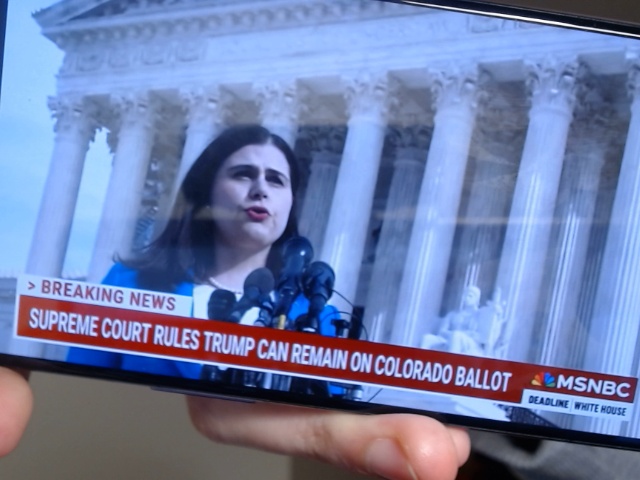 > BREAKING NEWS
SUPREME COURT RULES TRUMP CAN REMAIN ON COLORADO BALLOT
MSNBC
DEADLINE | WHITE HOUSE